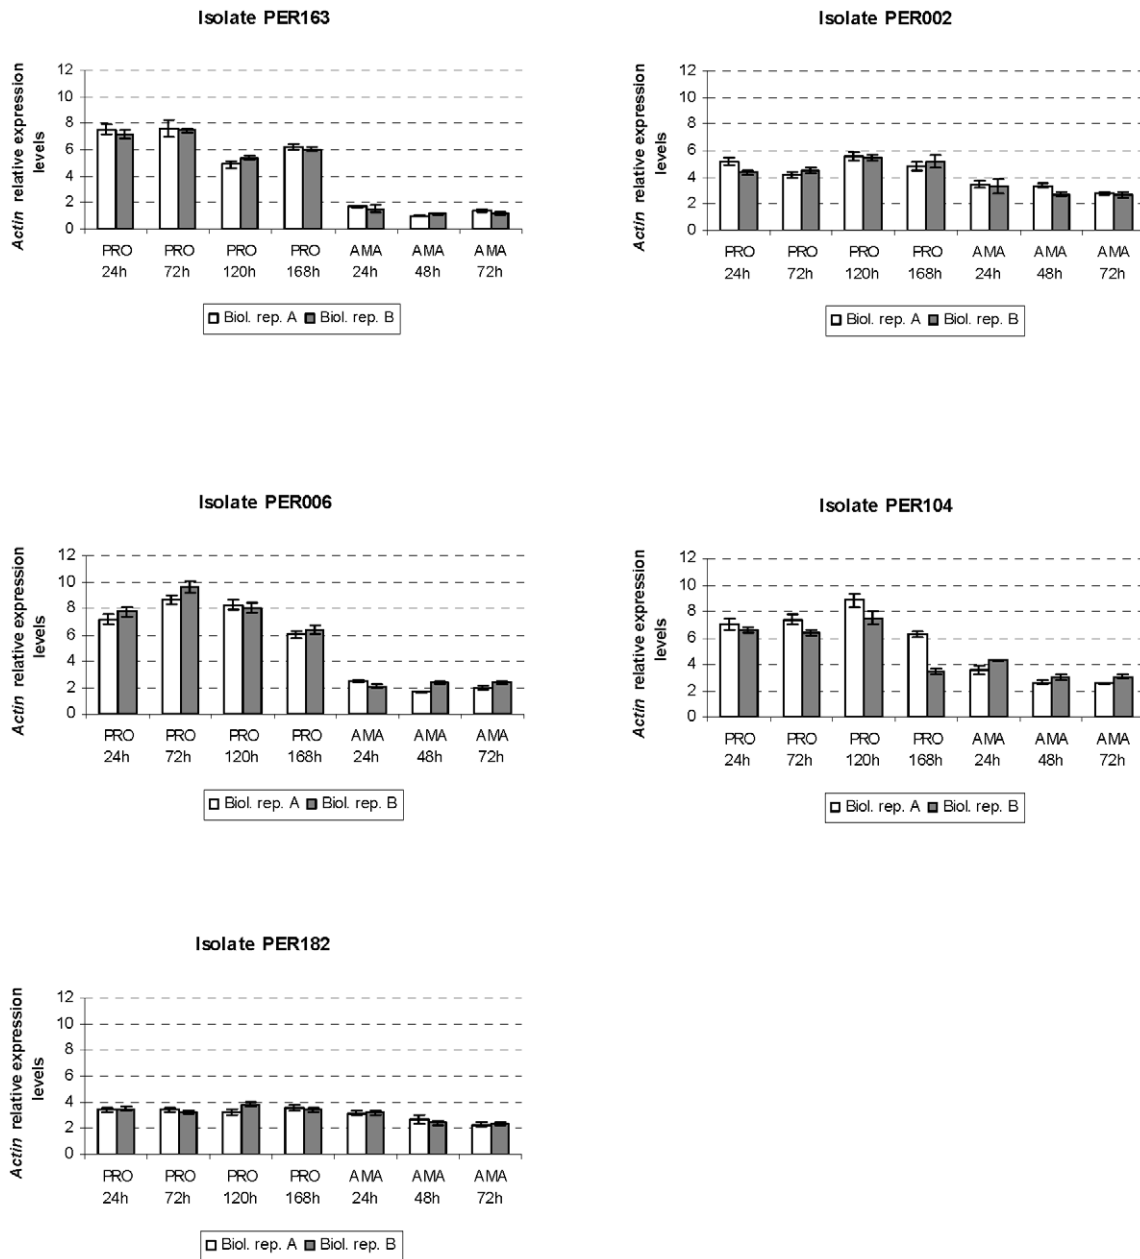 Isolate PER163
Actin relative expression
levels
12
10
8
6
4
2
0
PRO PRO PRO PRO AMA AMA AMA
24h 72h 120h 168h 24h 48h 72h
Biol. rep. A Biol. rep. B
Isolate PER002
Actin relative expression
levels
12
10
8
6
4
2
0
PRO PRO PRO PRO AMA AMA AMA
24h 72h 120h 168h 24h 48h 72h
Biol. rep. A Biol. rep. B
Isolate PER006
Actin relative expression
levels
12
10
8
6
4
2
0
PRO PRO PRO PRO AMA AMA AMA
24h 72h 120h 168h 24h 48h 72h
Biol. rep. A Biol. rep. B
Isolate PER104
Actin relative expression
levels
12
10
8
6
4
2
0
PRO PRO PRO PRO AMA AMA AMA
24h 72h 120h 168h 24h 48h 72h
Biol. rep. A Biol. rep. B
Isolate PER182
Actin relative expression
levels
12
10
8
6
4
2
0
PRO PRO PRO PRO AMA AMA AMA
24h 72h 120h 168h 24h 48h 72h
Biol. rep. A Biol. rep. B